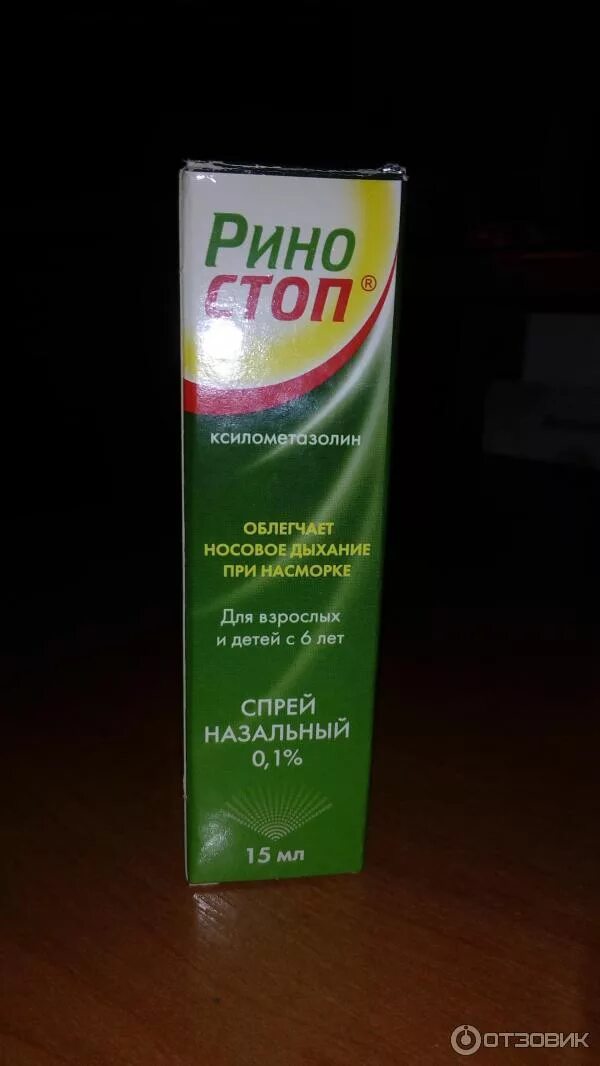 Рино
стоп®
ксилометазолин
ОБЛЕГЧАЕТ
НОСОВОЕ ДЫХАНИЕ
ПРИ НАСМОРКЕ
Для взрослых
и детей с 6 лет
СПРЕЙ
НАЗАЛЬНЫЙ
0,1%
15 мл
ОТЗОВИК